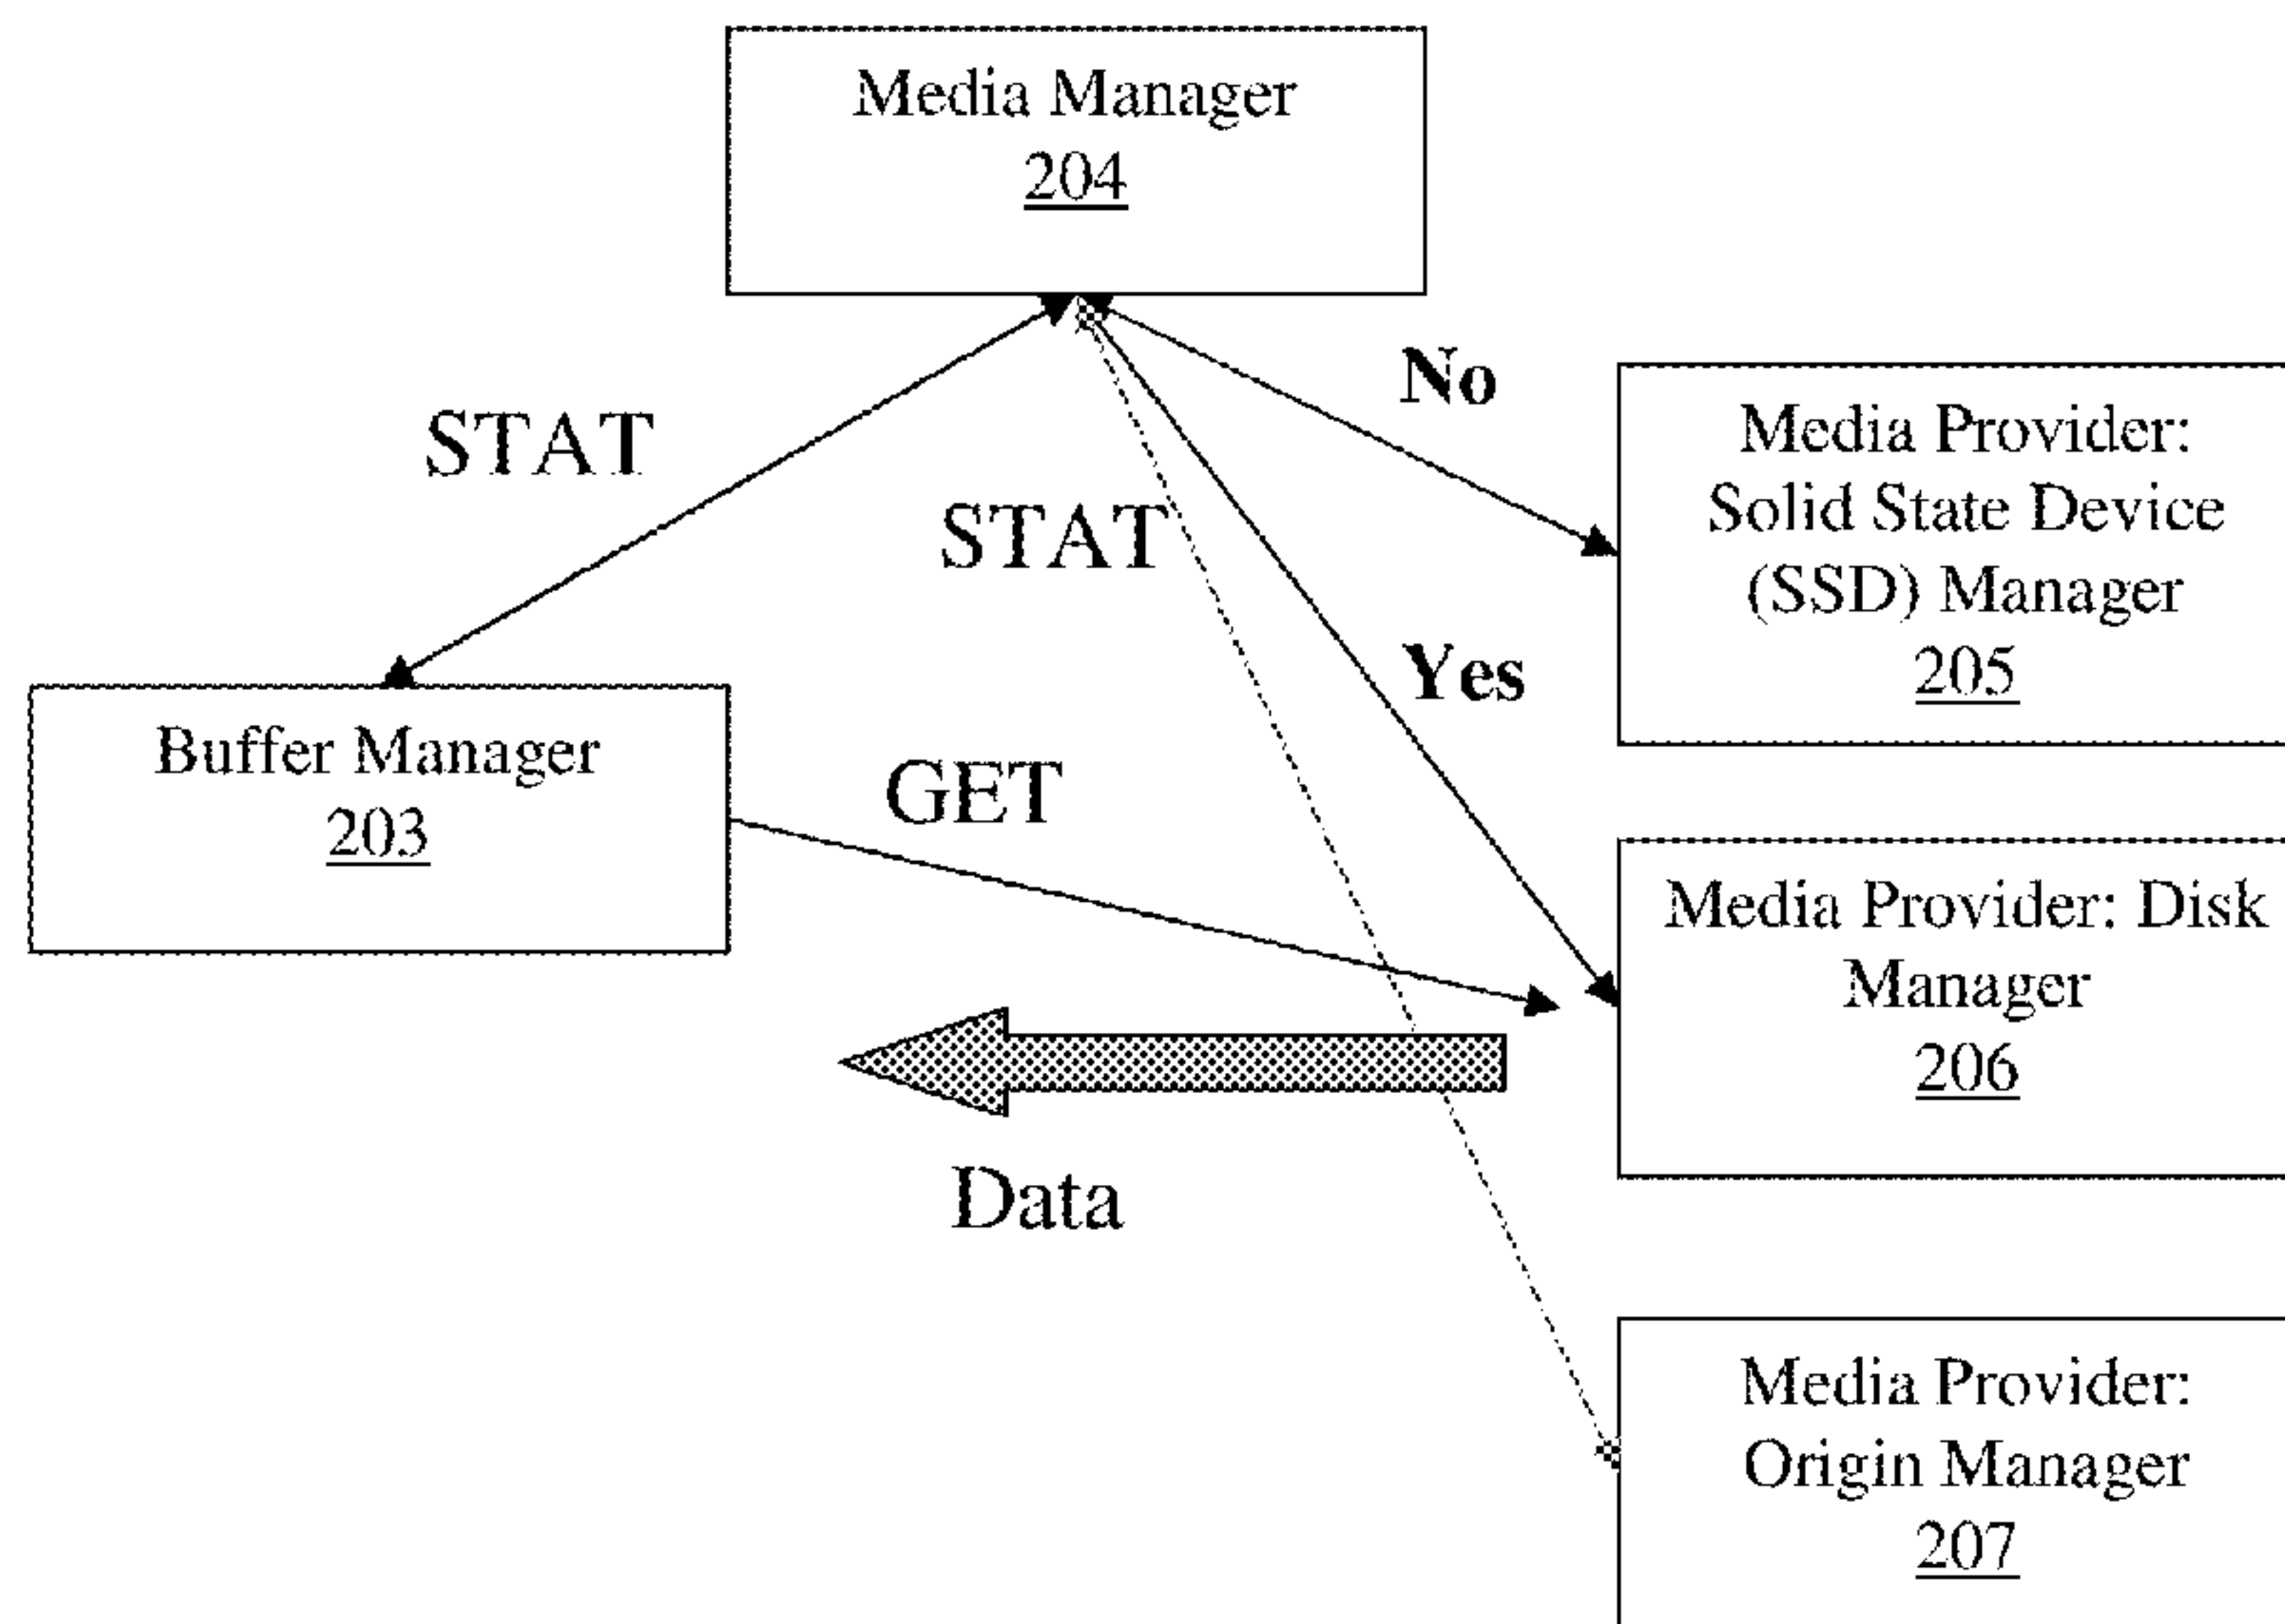 Media Manager
204
No
STAT
STAT
Media Provider:
Solid State Device
(SSD) Manager
205
Yes
Buffer Manager
203
GET
Media Provider: Disk
Manager
206
Data
Media Provider:
Origin Manager
207